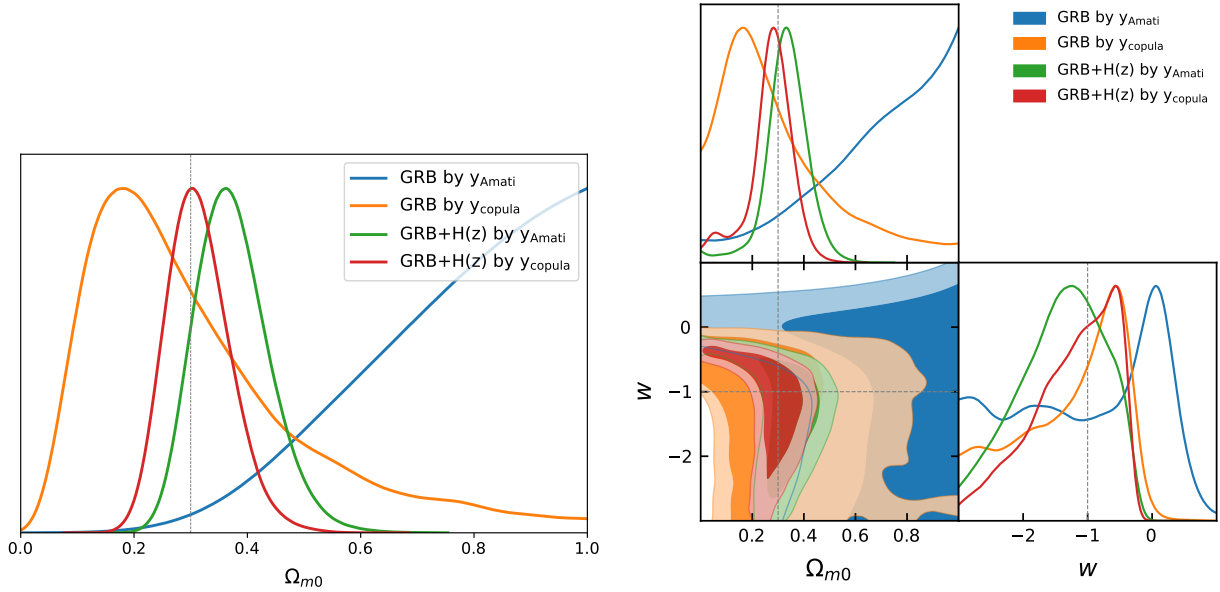 GRB by y_Amati
GRB by y_copula
GRB+H(z) by y_Amati
GRB+H(z) by y_copula
0.0 0.2 0.4 0.6 0.8 1.0
Ω_m0
GRB by y_Amati
GRB by y_copula
GRB+H(z) by y_Amati
GRB+H(z) by y_copula
0
−1
−2
w
0.2 0.4 0.6 0.8
Ω_m0
−2 −1 0
w